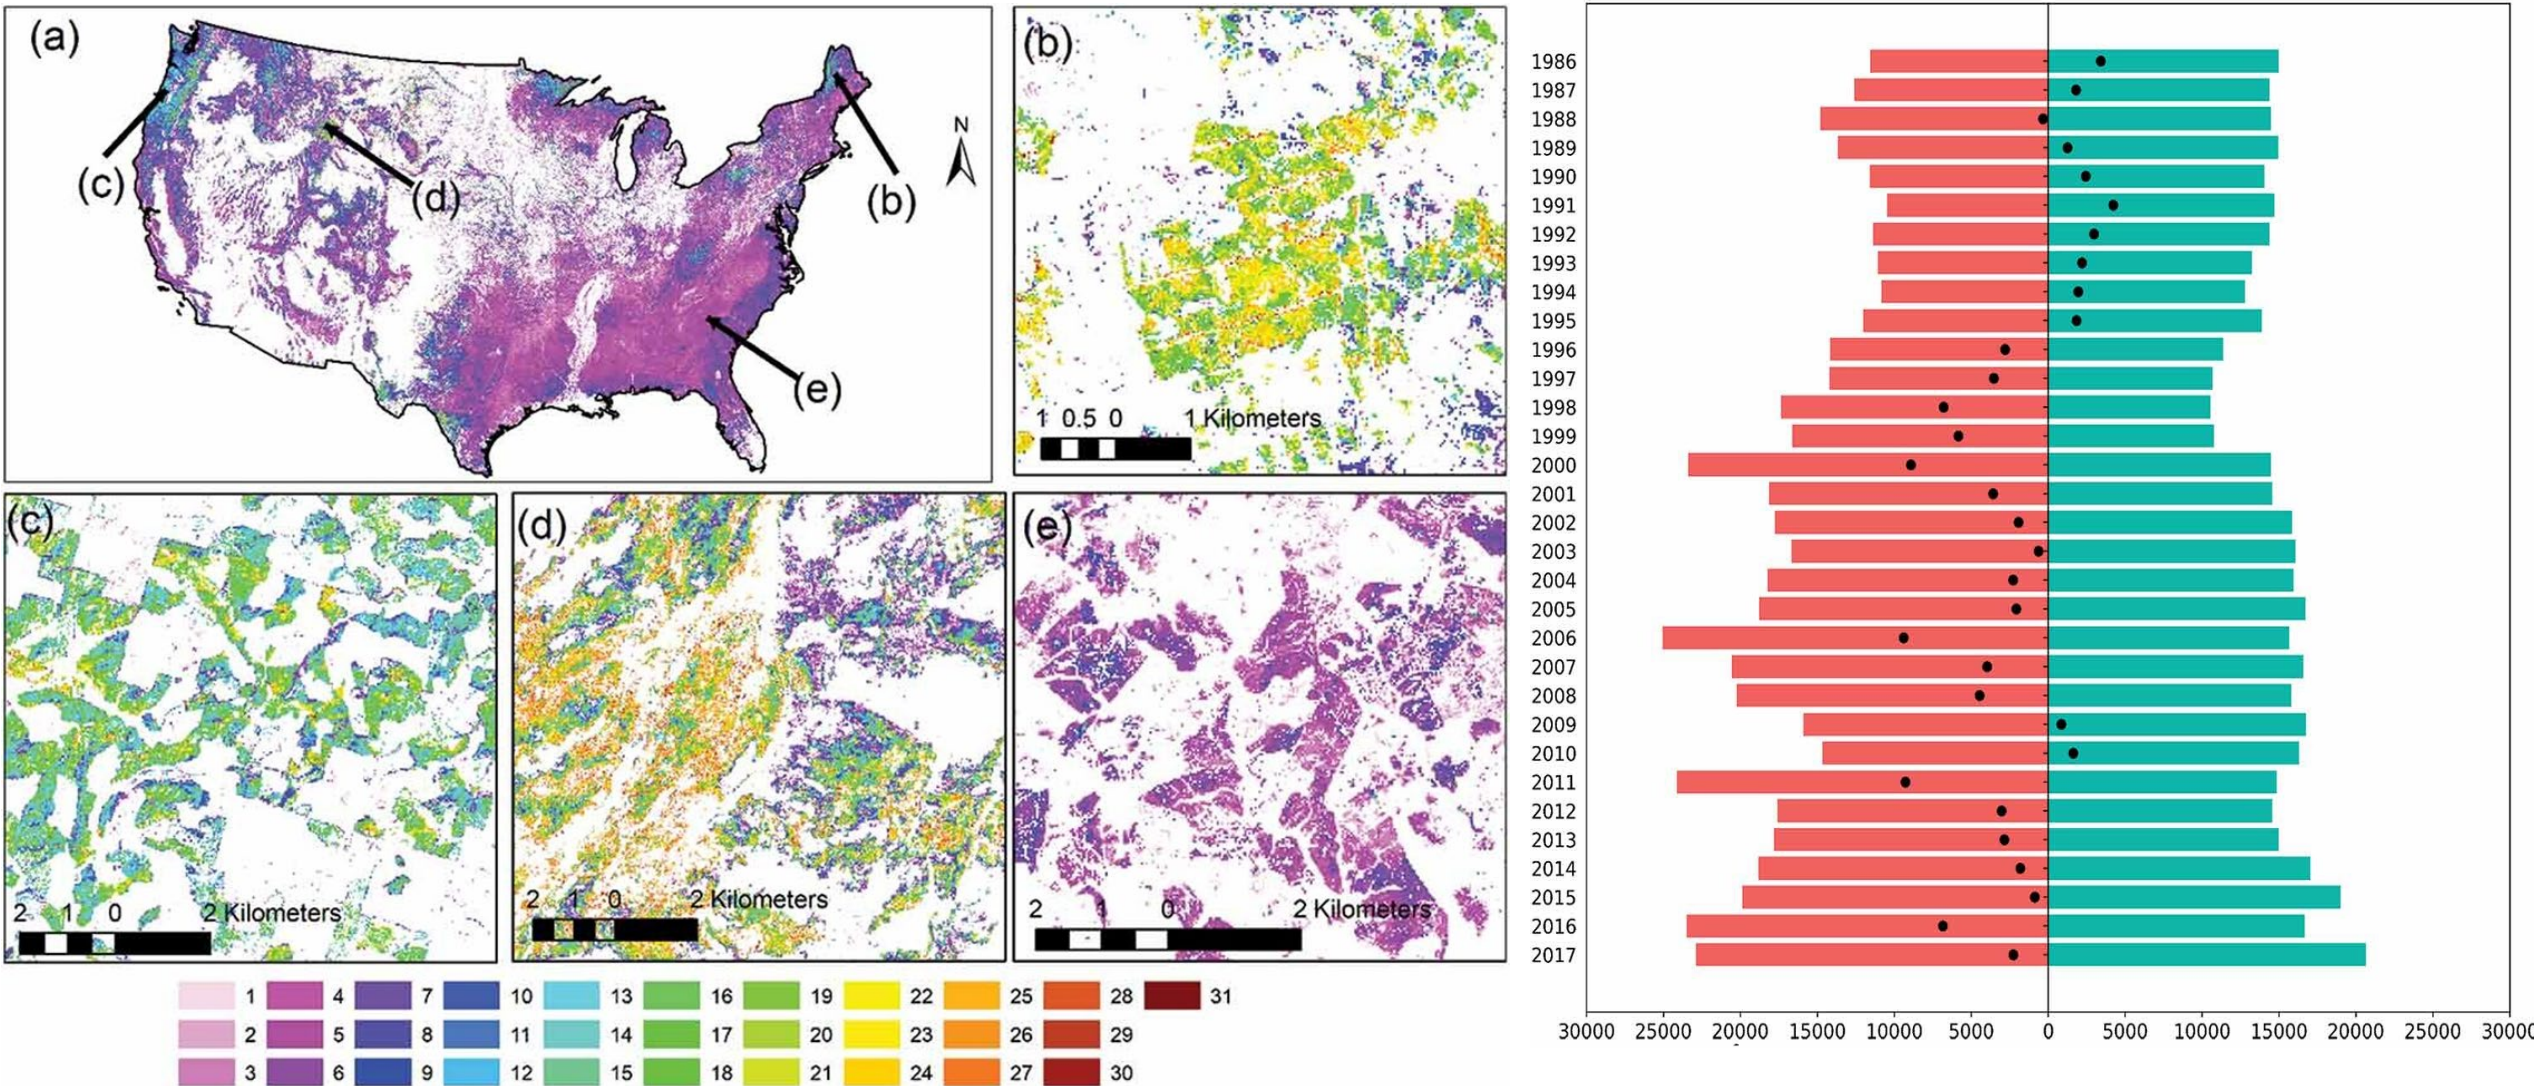 (a)
N
(c)
(d)
(b)
(e)
(b)
1 0.5 0 1 Kilometers
(c)
2 1 0 2 Kilometers
(d)
2 1 0 2 Kilometers
(e)
2 1 0 2 Kilometers
1 4 7 10 13 16 19 22 25 28 31
2 5 8 11 14 17 20 23 26 29
3 6 9 12 15 18 21 24 27 30
1986
1987
1988
1989
1990
1991
1992
1993
1994
1995
1996
1997
1998
1999
2000
2001
2002
2003
2004
2005
2006
2007
2008
2009
2010
2011
2012
2013
2014
2015
2016
2017
30000 25000 20000 15000 10000 5000 0 5000 10000 15000 20000 25000 30000